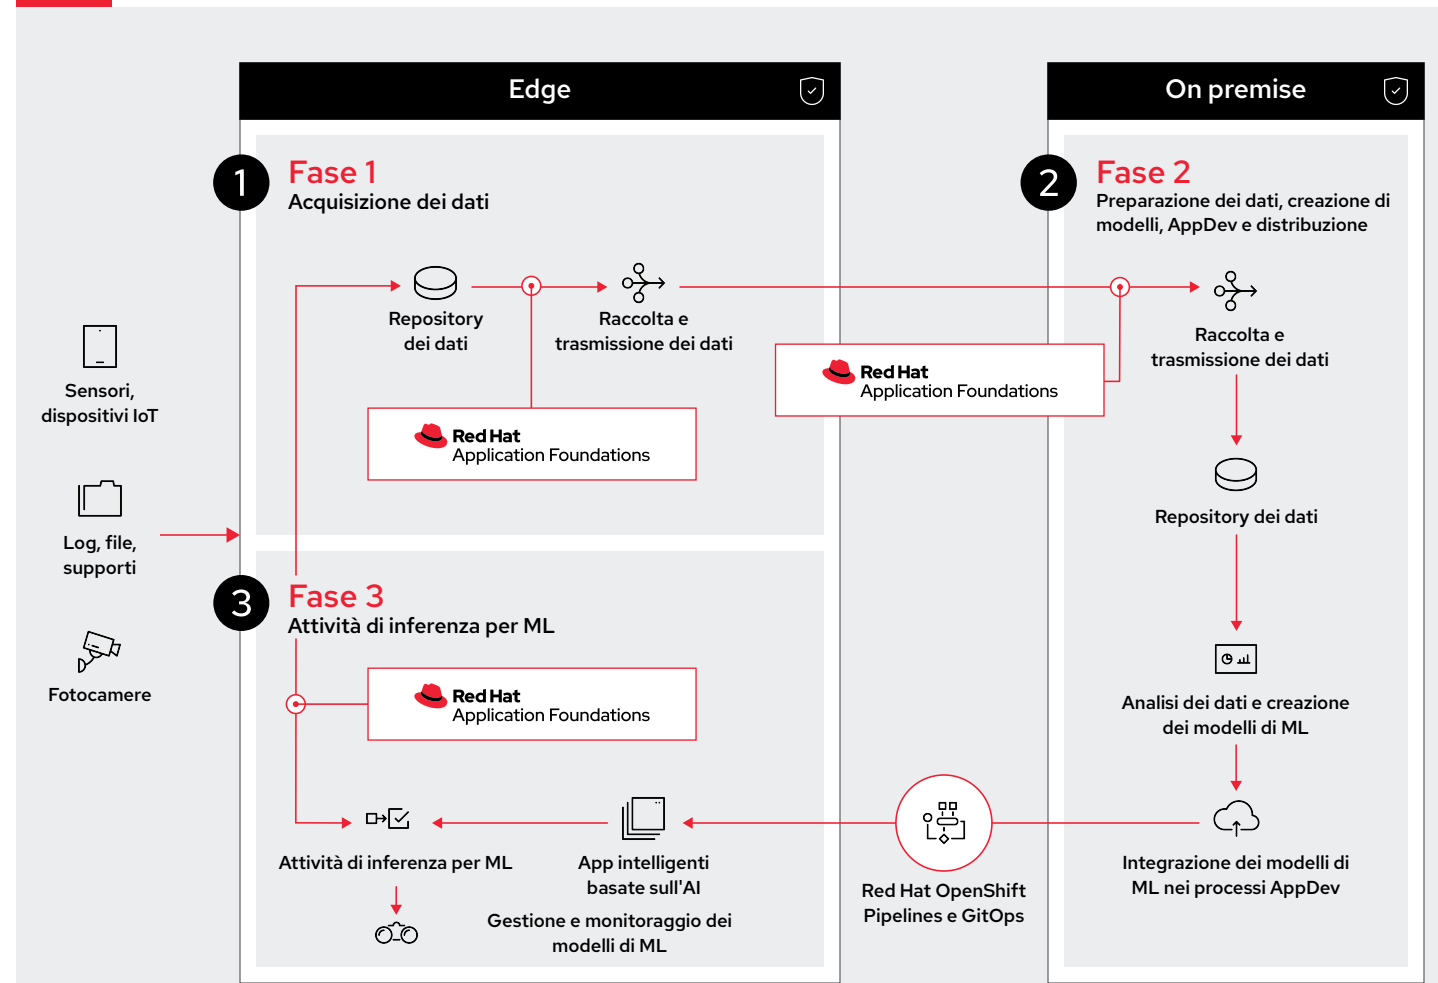 Edge
On premise
1
Fase 1
Acquisizione dei dati
2
Fase 2
Preparazione dei dati, creazione di
modelli, AppDev e distribuzione
Repository
dei dati
Raccolta e
trasmissione dei dati
Raccolta e
trasmissione dei dati
Red Hat
Application Foundations
Red Hat
Application Foundations
Sensori,
dispositivi IoT
Log, file,
supporti
Fotocamere
Repository dei dati
3
Fase 3
Attività di inferenza per ML
Red Hat
Application Foundations
Analisi dei dati e creazione
dei modelli di ML
Attività di inferenza per ML
App intelligenti
basate sull'AI
Gestione e monitoraggio dei
modelli di ML
Red Hat OpenShift
Pipelines e GitOps
Integrazione dei modelli di
ML nei processi AppDev